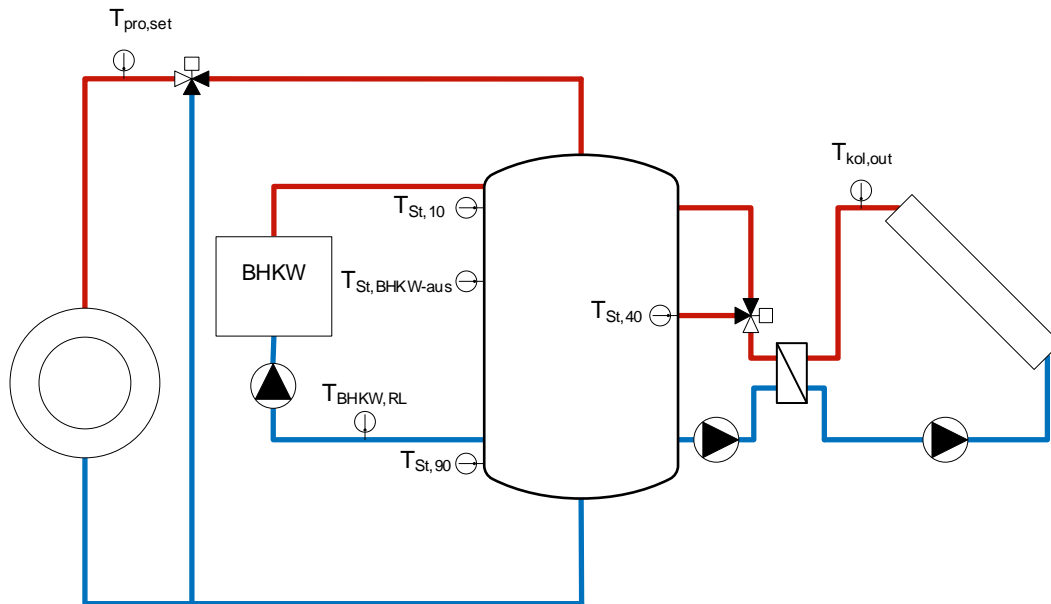 Tpro,set
Tkol,out
TSt,10
BHKW
TSt,BHKW-aus
TSt,40
TBHKW,RL
TSt,90